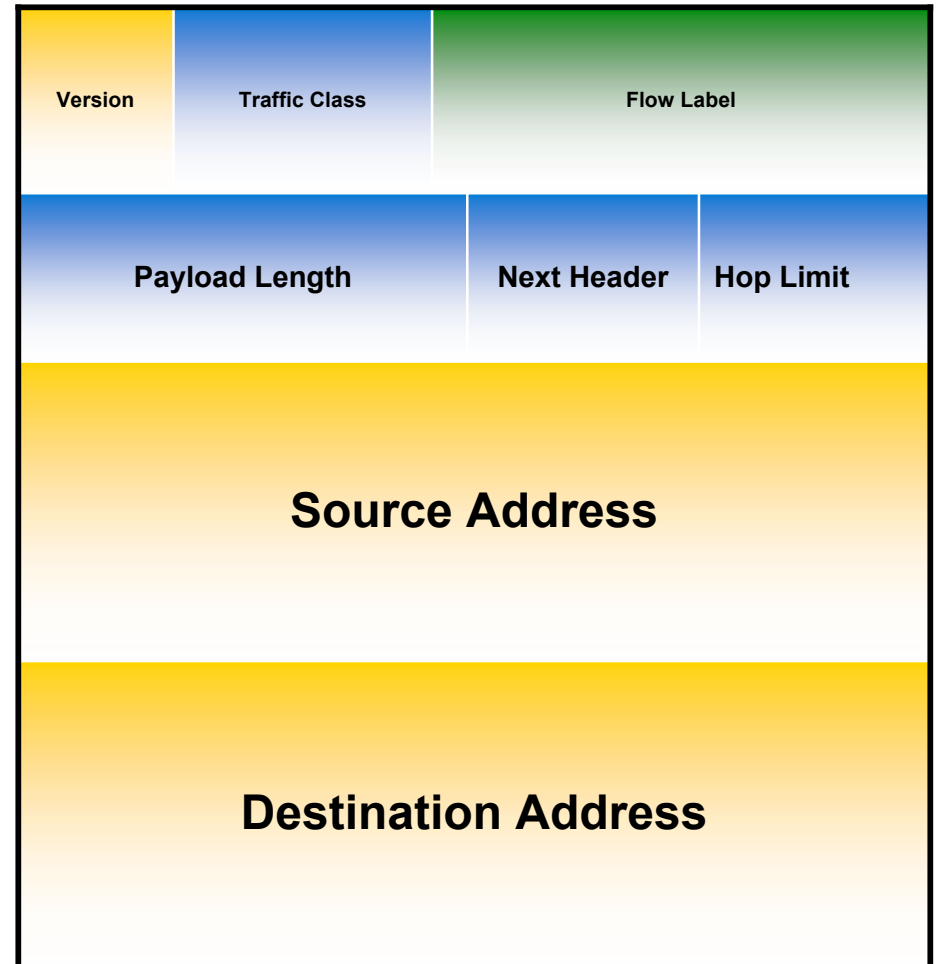 Version Traffic Class Flow Label
Payload Length Next Header Hop Limit
Source Address
Destination Address